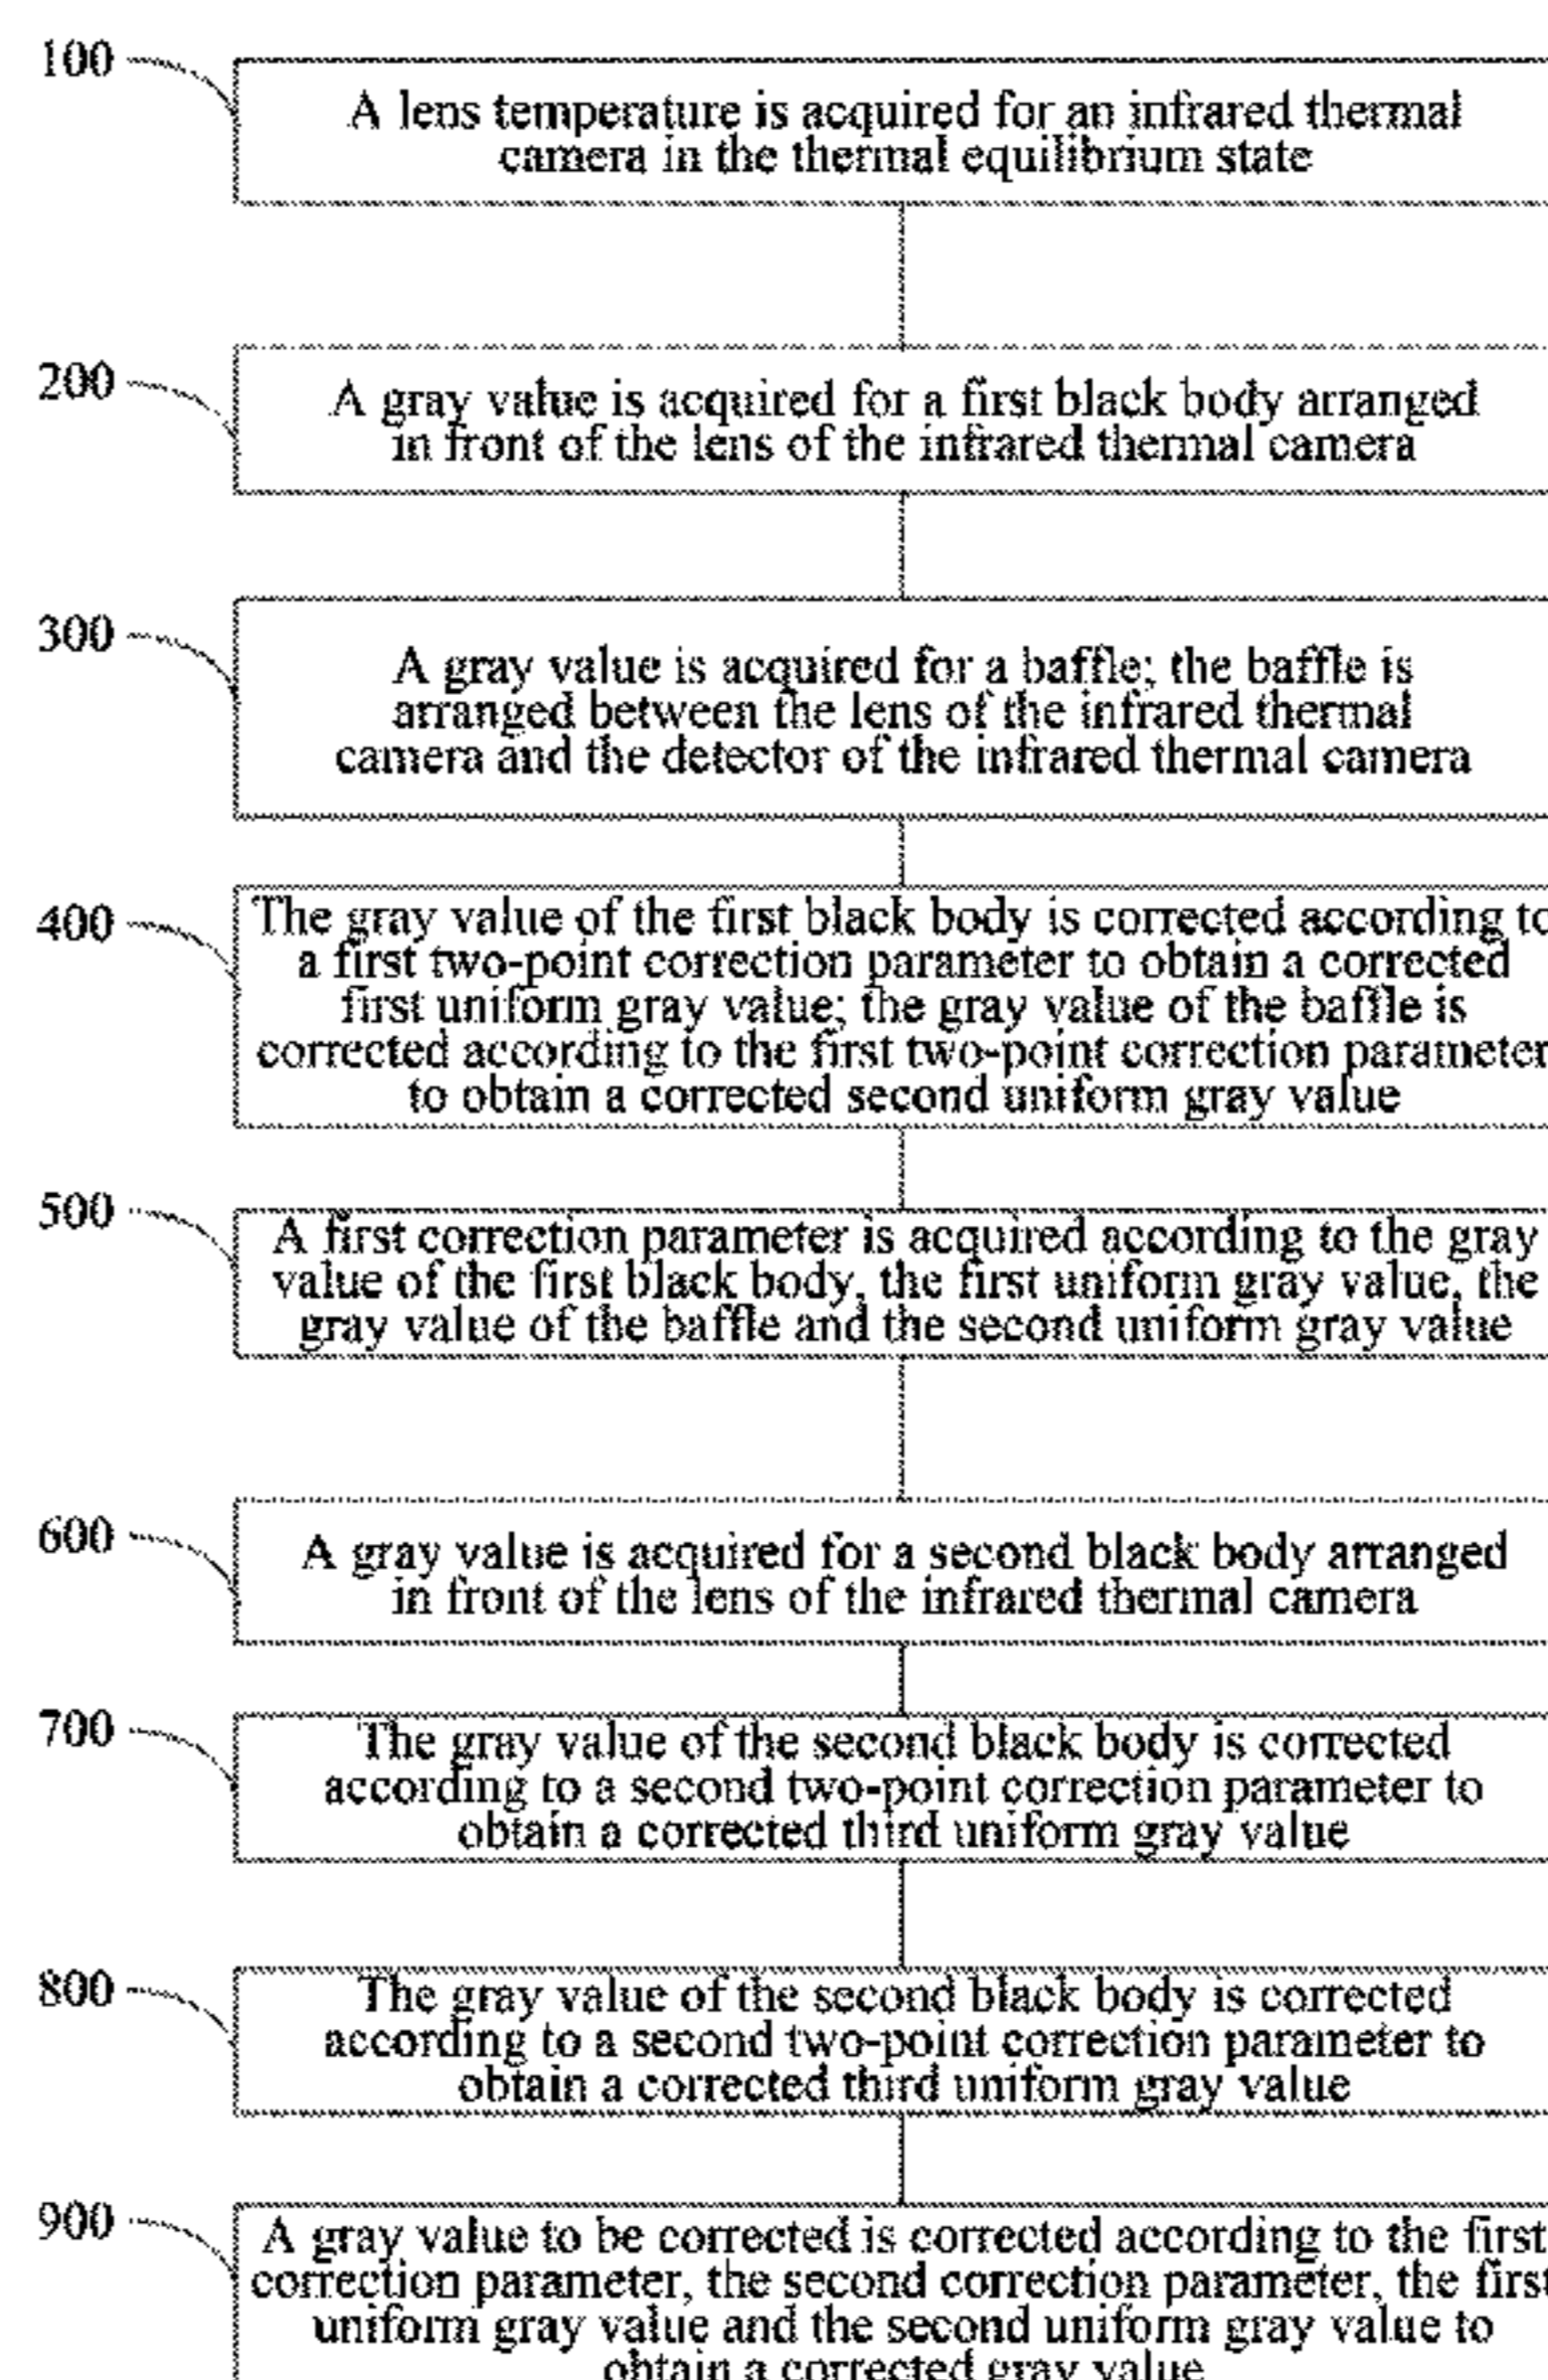 100
A lens temperature is acquired for an infrared thermal
camera in the thermal equilibrium state
200
A gray value is acquired for a first black body arranged
in front of the lens of the infrared thermal camera
300
A gray value is acquired for a baffle; the baffle is
arranged between the lens of the infrared thermal
camera and the detector of the infrared thermal camera
400
The gray value of the first black body is corrected according to
a first two-point correction parameter to obtain a corrected
first uniform gray value; the gray value of the baffle is
corrected according to the first two-point correction parameter
to obtain a corrected second uniform gray value
500
A first correction parameter is acquired according to the gray
value of the first black body, the first uniform gray value, the
gray value of the baffle and the second uniform gray value
600
A gray value is acquired for a second black body arranged
in front of the lens of the infrared thermal camera
700
The gray value of the second black body is corrected
according to a second two-point correction parameter to
obtain a corrected third uniform gray value
800
The gray value of the second black body is corrected
according to a second two-point correction parameter to
obtain a corrected third uniform gray value
900
A gray value to be corrected is corrected according to the first
correction parameter, the second correction parameter, the first
uniform gray value and the second uniform gray value to
obtain a corrected gray value